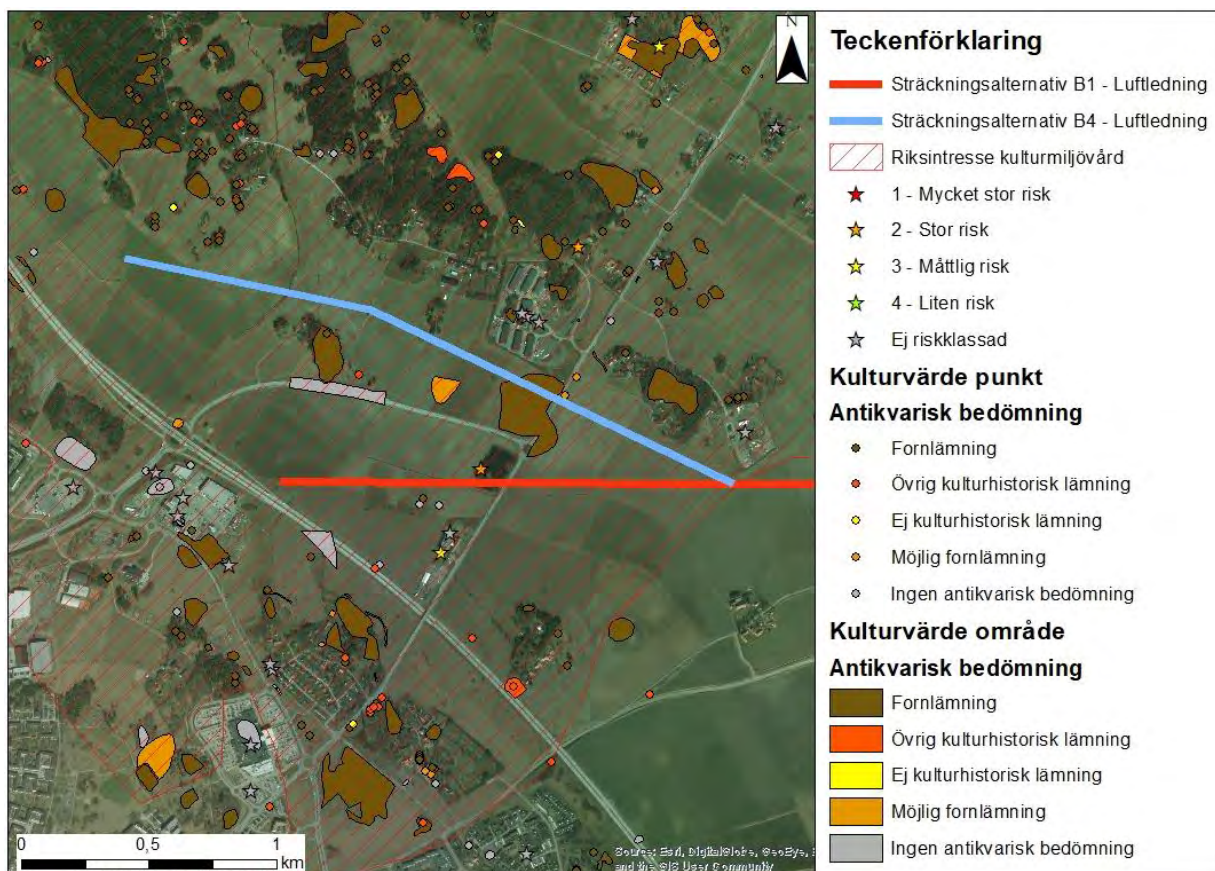 N
Teckenförklaring
Sträckningsalternativ B1 - Luftledning
Sträckningsalternativ B4 - Luftledning
Riksintresse kulturmiljövård
1 - Mycket stor risk
2 - Stor risk
3 - Måttlig risk
4 - Liten risk
Ej riskklassad
Kulturvärde punkt
Antikvarisk bedömning
Fornlämning
Övrig kulturhistorisk lämning
Ej kulturhistorisk lämning
Möjlig fornlämning
Ingen antikvarisk bedömning
Kulturvärde område
Antikvarisk bedömning
Fornlämning
Övrig kulturhistorisk lämning
Ej kulturhistorisk lämning
Möjlig fornlämning
Ingen antikvarisk bedömning
0 0,5 1
km
Source: Esri, DigitalGlobe, GeoEye,
and the GIS User Community